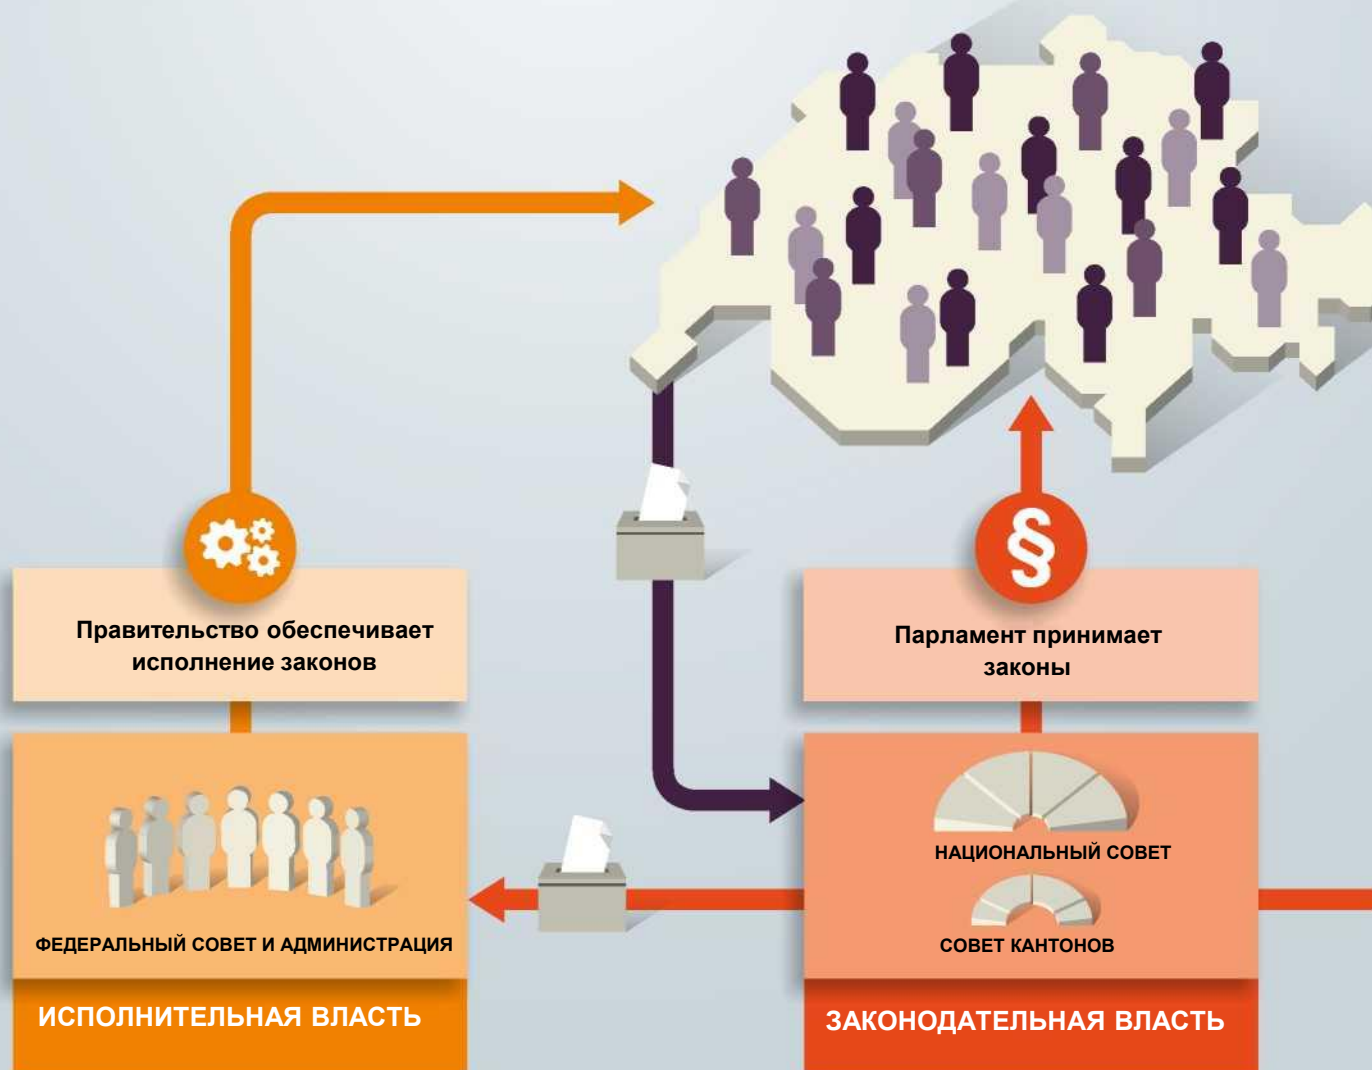 §
Правительство обеспечивает
исполнение законов
Парламент принимает
законы
НАЦИОНАЛЬНЫЙ СОВЕТ
ФЕДЕРАЛЬНЫЙ СОВЕТ И АДМИНИСТРАЦИЯ
СОВЕТ КАНТОНОВ
ИСПОЛНИТЕЛЬНАЯ ВЛАСТЬ
ЗАКОНОДАТЕЛЬНАЯ ВЛАСТЬ